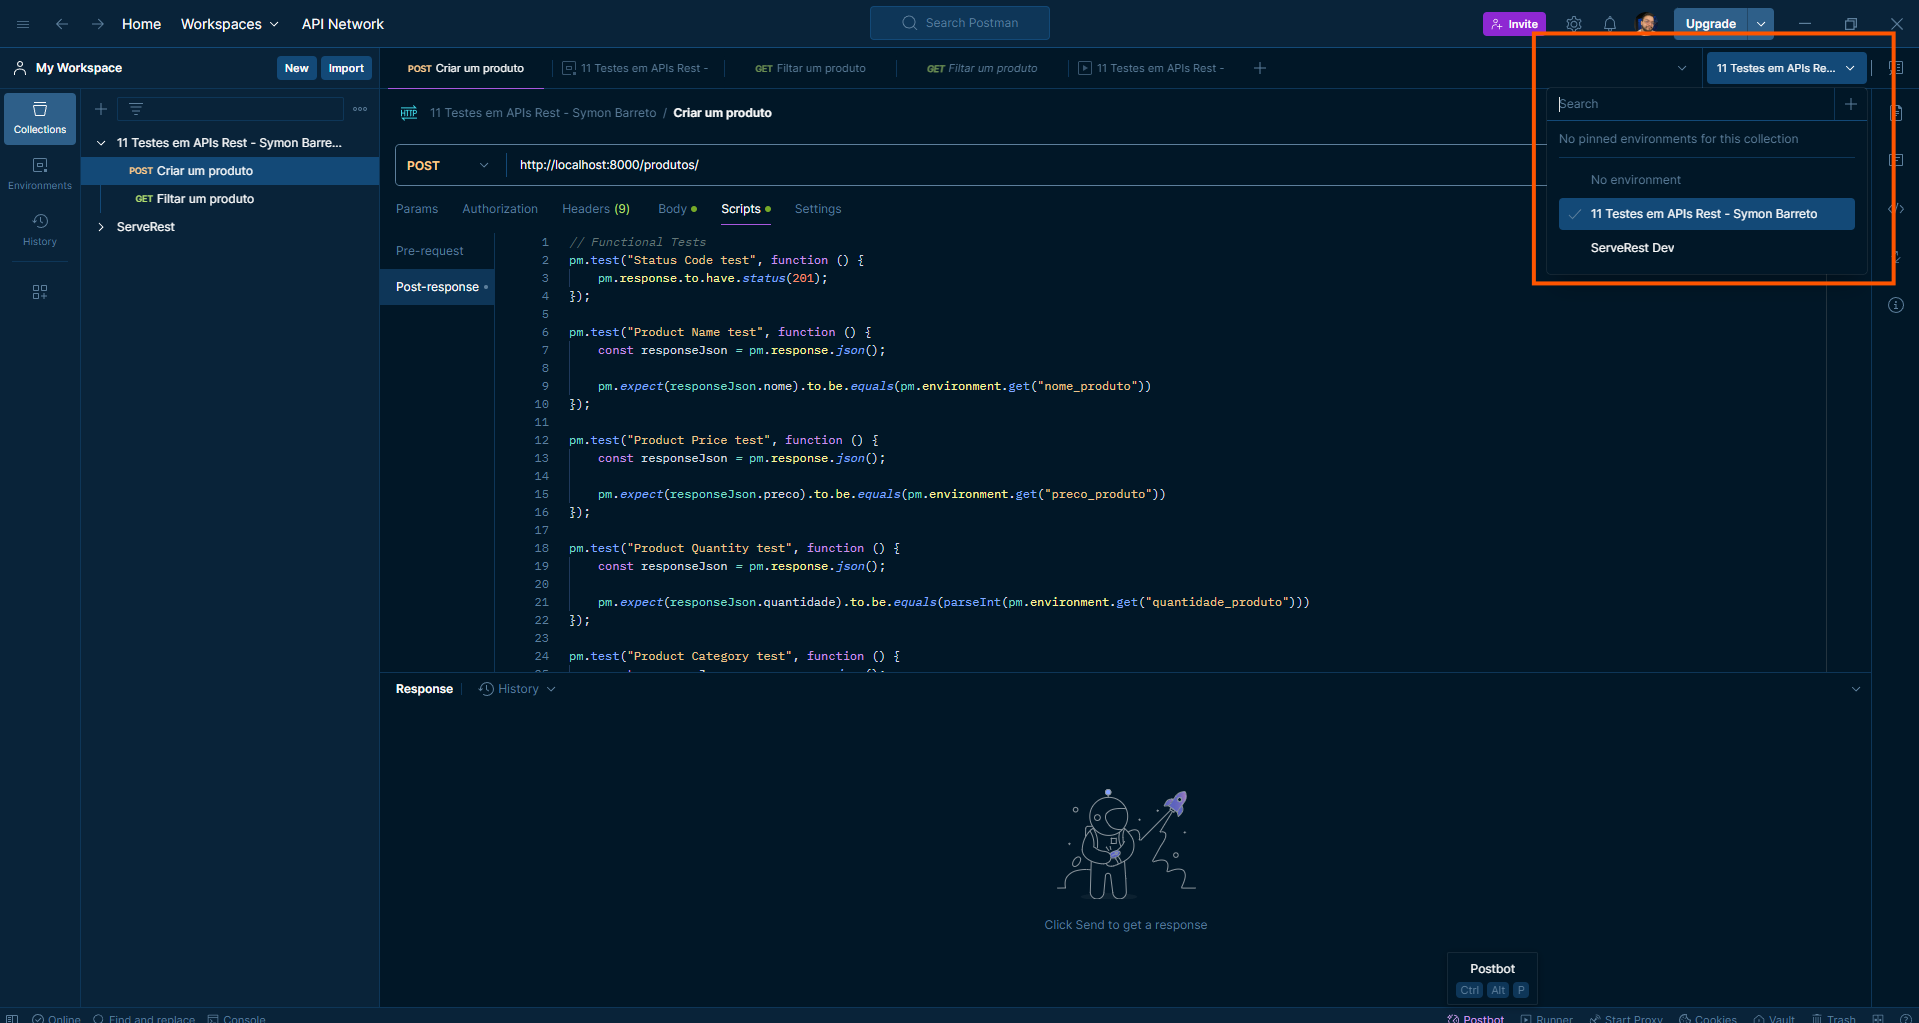 Home Workspaces API Network
Search Postman
Invite
Upgrade
My Workspace
New Import
POST Criar um produto
11 Testes em APIs Rest -
GET Filtar um produto
GET Filtar um produto
11 Testes em APIs Rest -
11 Testes em APIs Re...
Collections
Environments
History
11 Testes em APIs Rest - Symon Barre...
POST Criar um produto
GET Filtar um produto
ServeRest
HTTP 11 Testes em APIs Rest - Symon Barreto / Criar um produto
POST http://localhost:8000/produtos/
Params Authorization Headers (9) Body Scripts Settings
Search
No pinned environments for this collection
No environment
11 Testes em APIs Rest - Symon Barreto
ServeRest Dev
Pre-request
Post-response
1 // Functional Tests
2 pm.test("Status Code test", function () {
3 pm.response.to.have.status(201);
4 });
5
6 pm.test("Product Name test", function () {
7 const responseJson = pm.response.json();
8
9 pm.expect(responseJson.nome).to.be.equals(pm.environment.get("nome_produto"))
10 });
11
12 pm.test("Product Price test", function () {
13 const responseJson = pm.response.json();
14
15 pm.expect(responseJson.preco).to.be.equals(pm.environment.get("preco_produto"))
16 });
17
18 pm.test("Product Quantity test", function () {
19 const responseJson = pm.response.json();
20
21 pm.expect(responseJson.quantidade).to.be.equals(parseInt(pm.environment.get("quantidade_produto")))
22 });
23
24 pm.test("Product Category test", function () {
Response History
Click Send to get a response
Postbot
Ctrl Alt P
Online Find and replace Console
Postbot Runner Start Proxy Cookies Vault Trash